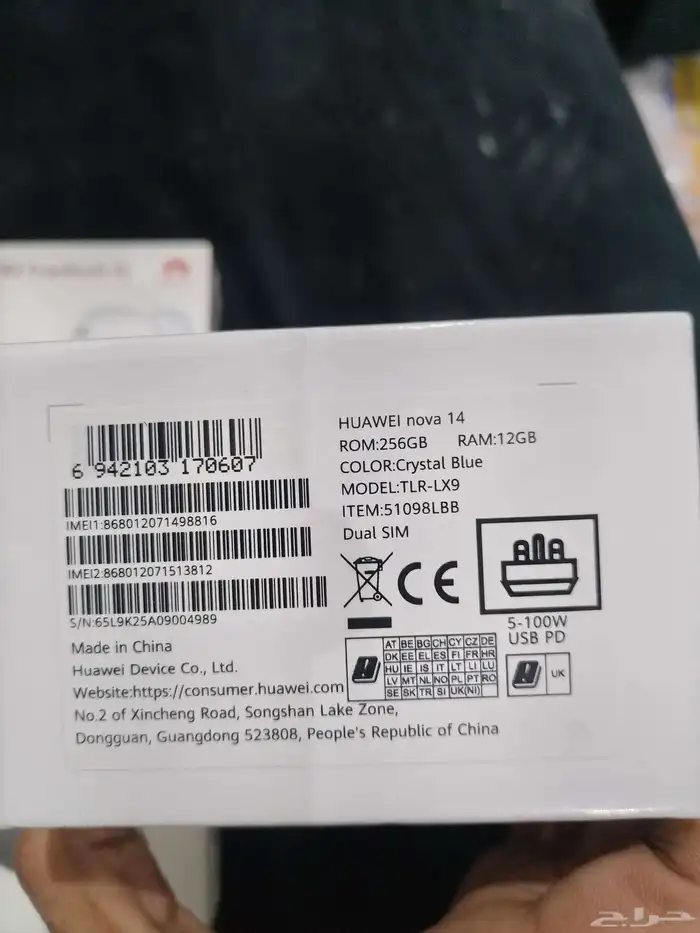 6 942103 170607
IMEI1:868012071498816
IMEI2:868012071513812
S/N:65L9K25A09004989
HUAWEI nova 14
ROM:256GB RAM:12GB
COLOR:Crystal Blue
MODEL:TLR-LX9
ITEM:51098LBB
Dual SIM
CE
5-100W
USB PD
AT BE BG CH CY CZ DE
DK EE EL ES FI FR HR
HU IE IS IT LT LI LU
LV MT NL NO PL PT RO
SE SK TR Si UK(NI)
UK
Made in China
Huawei Device Co., Ltd.
Website:https://consumer.huawei.com
No.2 of Xincheng Road, Songshan Lake Zone,
Dongguan, Guangdong 523808, People's Republic of China
حراج